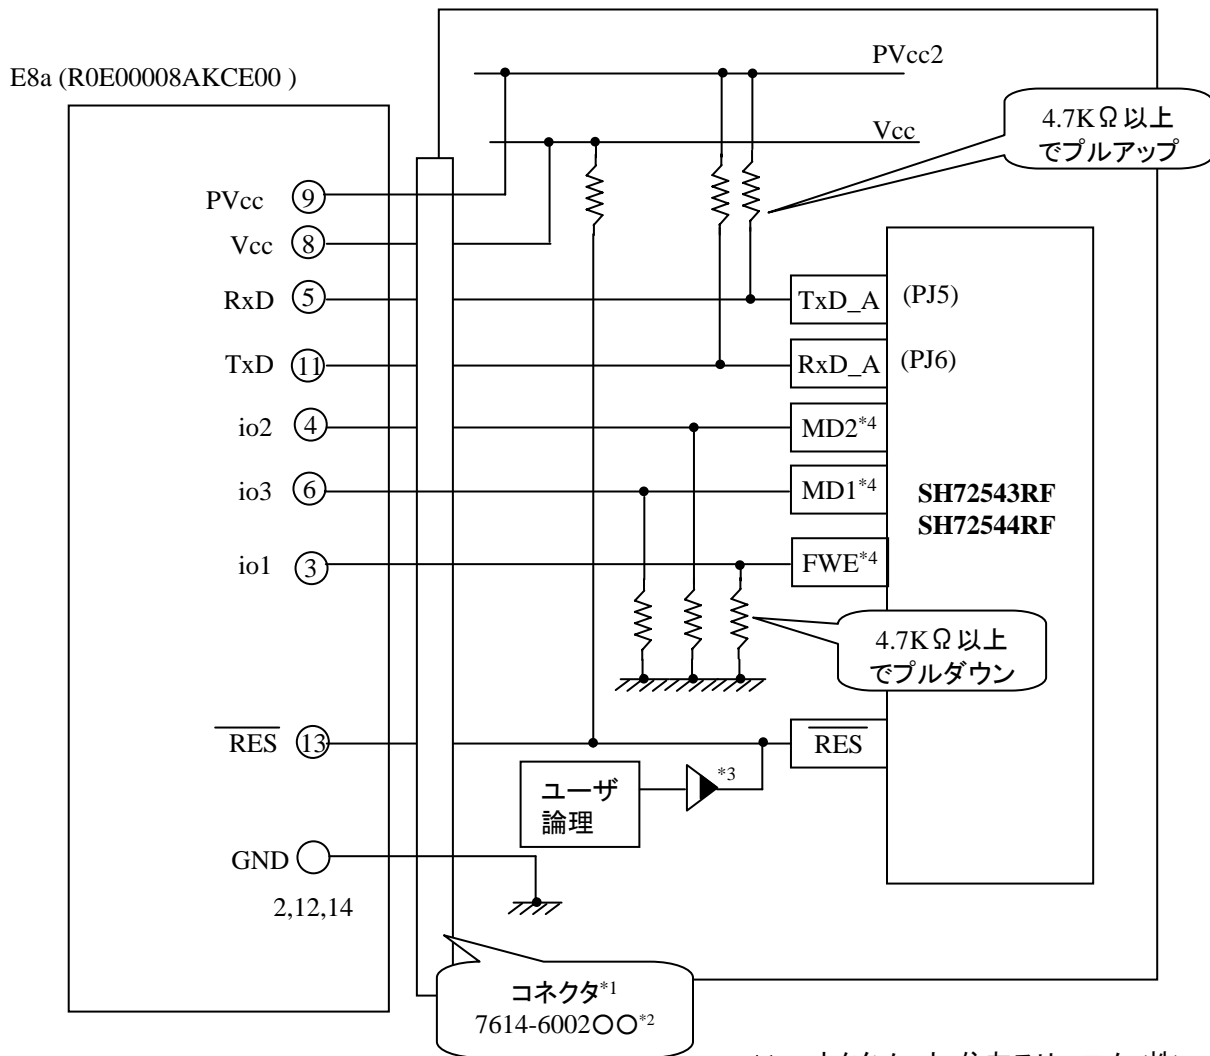 E8a (R0E00008AKCE00 )
PVcc2
Vcc
4.7KΩ以上
でプルアップ
PVcc ⑨
Vcc ⑧
RxD ⑤
TxD ⑪
io2 ④
io3 ⑥
io1 ③
RES ⑬
GND
2,12,14
TxD_A (PJ5)
RxD_A (PJ6)
MD2*4
MD1*4
FWE*4
RES
SH72543RF
SH72544RF
4.7KΩ以上
でプルダウン
ユーザ
論理
*3
コネクタ*1
7614-6002〇〇*2